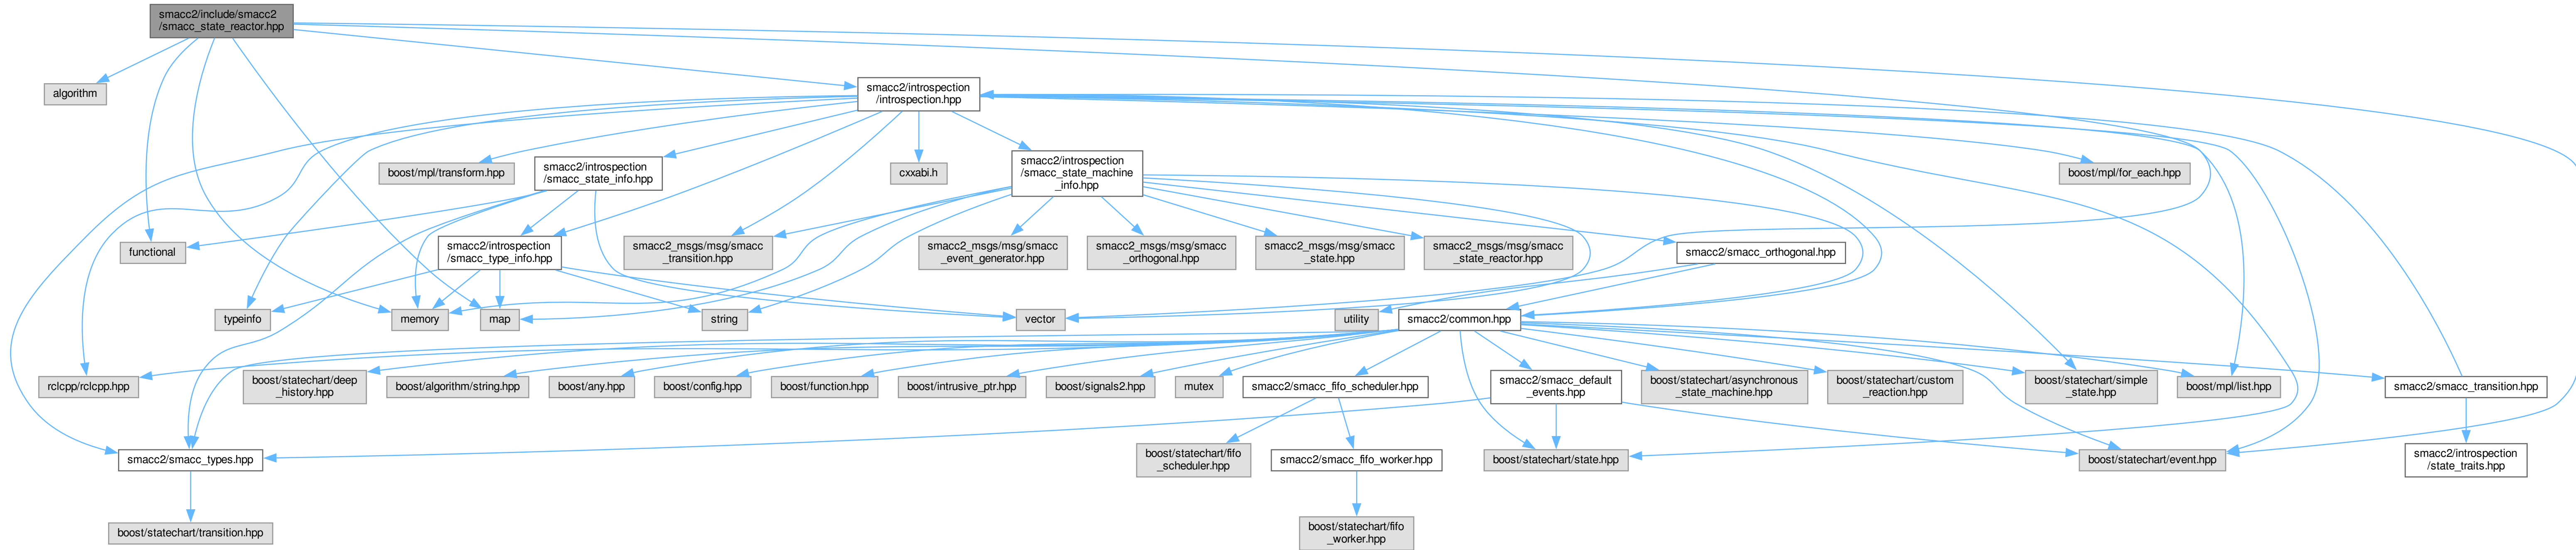 smacc2/include/smacc2
/smacc_state_reactor.hpp
algorithm
smacc2/introspection
/introspection.hpp
boost/mpl/transform.hpp
smacc2/introspection
/smacc_state_info.hpp
cxxabi.h
smacc2/introspection
/smacc_state_machine
_info.hpp
boost/mpl/for_each.hpp
functional
smacc2/introspection
/smacc_type_info.hpp
smacc2_msgs/msg/smacc
_transition.hpp
smacc2_msgs/msg/smacc
_event_generator.hpp
smacc2_msgs/msg/smacc
_orthogonal.hpp
smacc2_msgs/msg/smacc
_state.hpp
smacc2_msgs/msg/smacc
_state_reactor.hpp
smacc2/smacc_orthogonal.hpp
typeinfo
memory
map
string
vector
utility
smacc2/common.hpp
rclcpp/rclcpp.hpp
boost/statechart/deep
_history.hpp
boost/algorithm/string.hpp
boost/any.hpp
boost/config.hpp
boost/function.hpp
boost/intrusive_ptr.hpp
boost/signals2.hpp
mutex
smacc2/smacc_fifo_scheduler.hpp
smacc2/smacc_default
_events.hpp
boost/statechart/asynchronous
_state_machine.hpp
boost/statechart/custom
_reaction.hpp
boost/statechart/simple
_state.hpp
boost/mpl/list.hpp
smacc2/smacc_transition.hpp
smacc2/smacc_types.hpp
boost/statechart/fifo
_scheduler.hpp
smacc2/smacc_fifo_worker.hpp
boost/statechart/state.hpp
boost/statechart/event.hpp
smacc2/introspection
/state_traits.hpp
boost/statechart/transition.hpp
boost/statechart/fifo
_worker.hpp